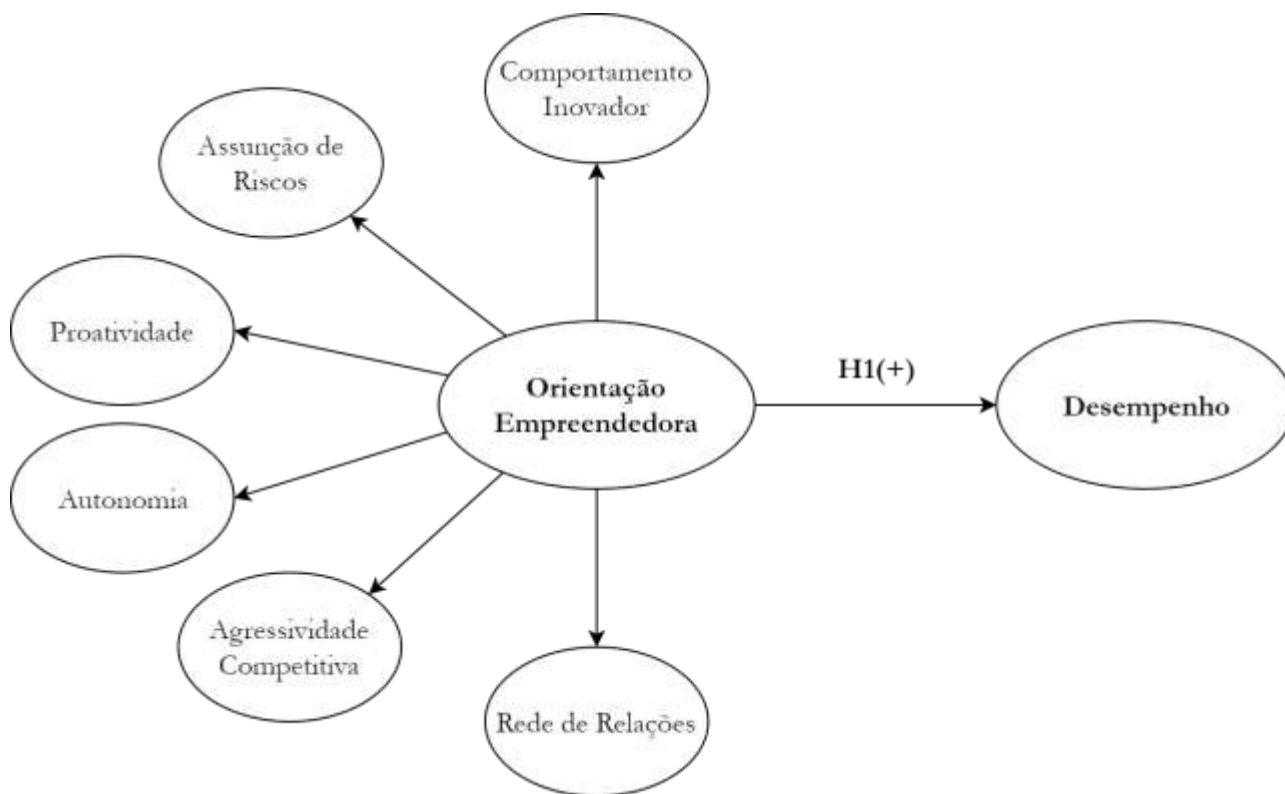 Comportamento
Inovador
Assunção de
Riscos
Proatividade
Orientação
Empreendedora
H1(+)
Desempenho
Autonomia
Agressividade
Competitiva
Rede de Relações